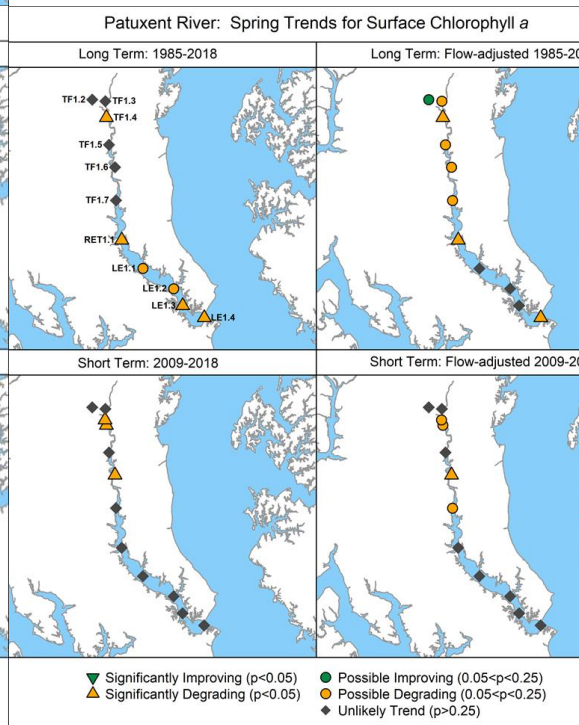 Patuxent River: Spring Trends for Surface Chlorophyll a
Long Term: 1985-2018
Long Term: Flow-adjusted 1985-20
TF1.2
TF1.3
TF1.4
TF1.5
TF1.6
TF1.7
RET1.1
LE1.1
LE1.2
LE1.3
LE1.4
Short Term: 2009-2018
Short Term: Flow-adjusted 2009-20
Significantly Improving (p<0.05)
Possible Improving (0.05<p<0.25)
Significantly Degrading (p<0.05)
Possible Degrading (0.05<p<0.25)
Unlikely Trend (p>0.25)